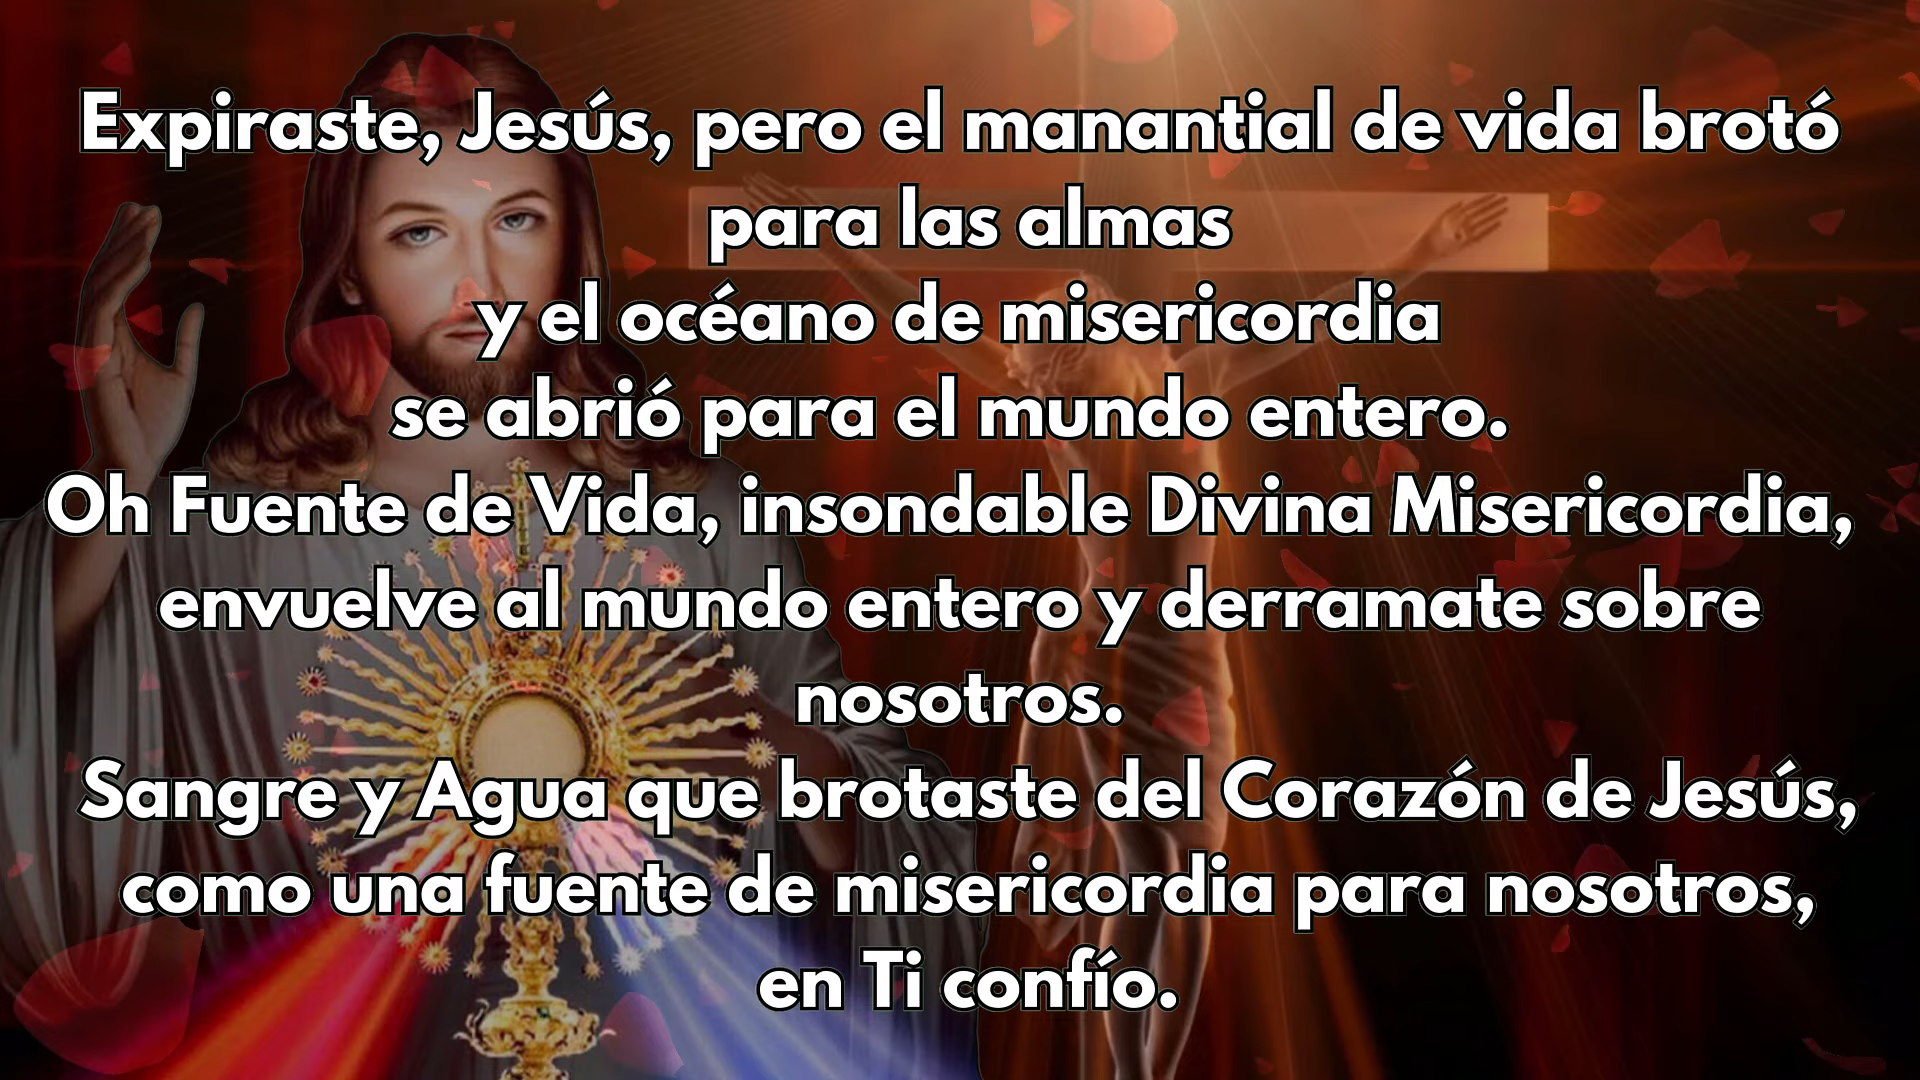 Expiraste, Jesús, pero el manantial de vida brotó
para las almas
y el océano de misericordia
se abrió para el mundo entero.
Oh Fuente de Vida, insondable Divina Misericordia,
envuelve al mundo entero y derramate sobre
nosotros.
Sangre y Agua que brotaste del Corazón de Jesús,
como una fuente de misericordia para nosotros,
en Ti confío.